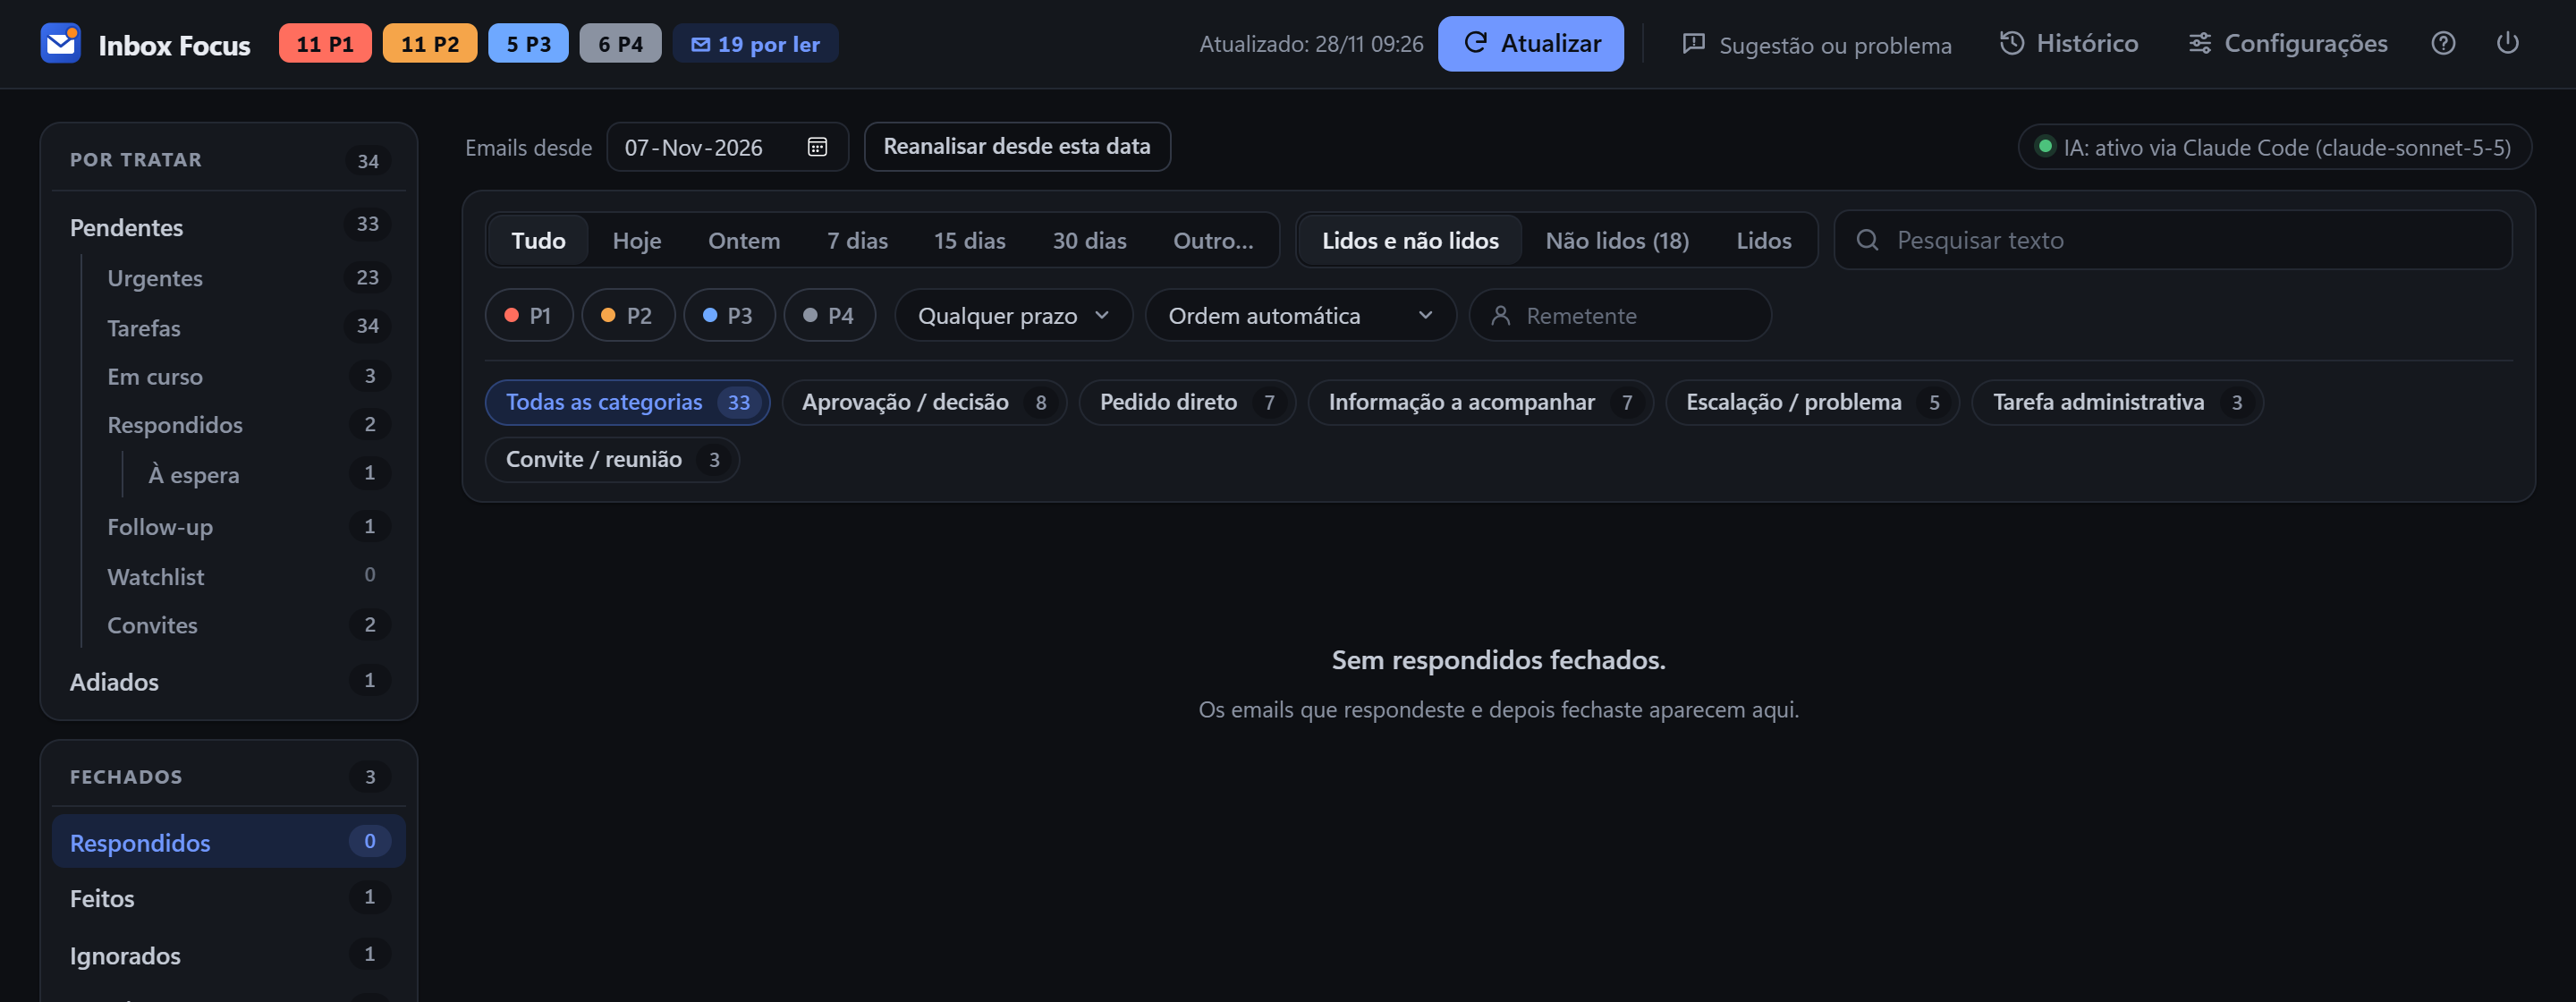 Inbox Focus
11 P1
11 P2
5 P3
6 P4
19 por ler
Atualizado: 28/11 09:26
Atualizar
Sugestão ou problema
Histórico
Configurações
POR TRATAR 34
Pendentes 33
Urgentes 23
Tarefas 34
Em curso 3
Respondidos 2
À espera 1
Follow-up 1
Watchlist 0
Convites 2
Adiados 1
FECHADOS 3
Respondidos 0
Feitos 1
Ignorados 1
Emails desde 07-Nov-2026 Reanalisar desde esta data
IA: ativo via Claude Code (claude-sonnet-5-5)
Tudo Hoje Ontem 7 dias 15 dias 30 dias Outro...
Lidos e não lidos Não lidos (18) Lidos
Pesquisar texto
P1 P2 P3 P4 Qualquer prazo Ordem automática Remetente
Todas as categorias 33 Aprovação / decisão 8 Pedido direto 7 Informação a acompanhar 7 Escalação / problema 5 Tarefa administrativa 3
Convite / reunião 3
Sem respondidos fechados.
Os emails que respondeste e depois fechaste aparecem aqui.